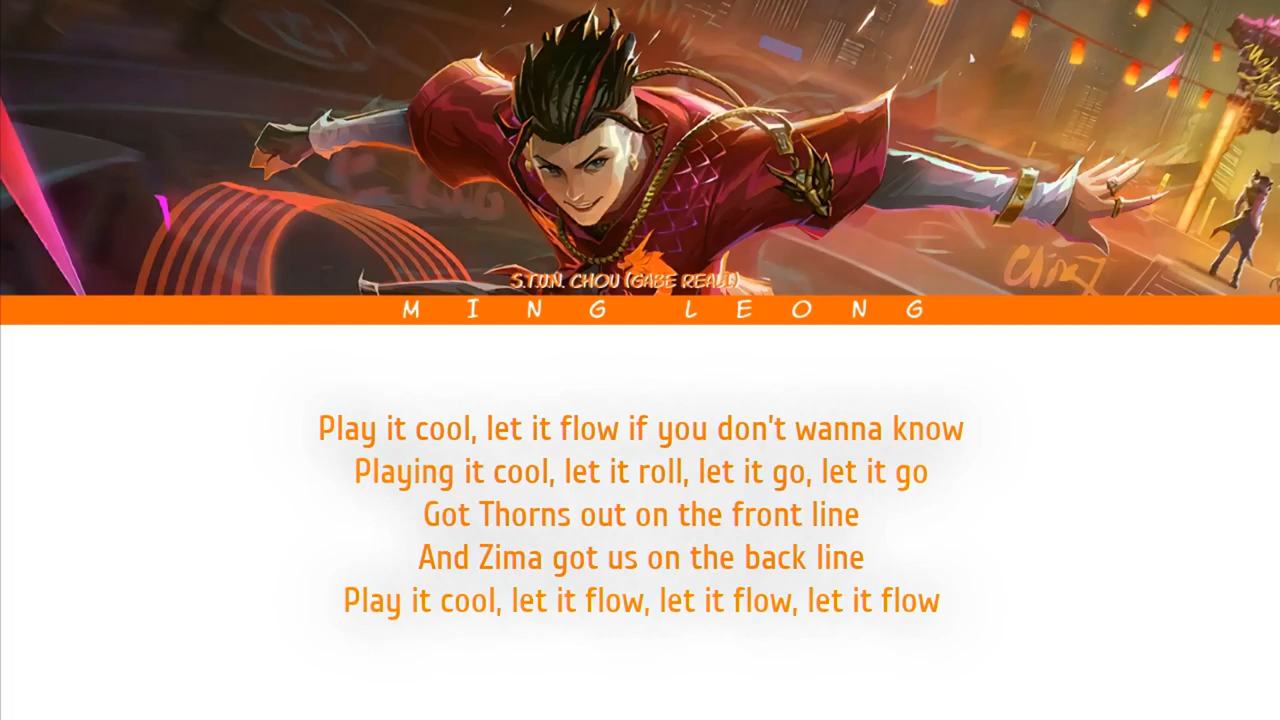 S.T.U.N. CHOU (GABE REALI)
M I N G L E O N G
Play it cool, let it flow if you don't wanna know
Playing it cool, let it roll, let it go, let it go
Got Thorns out on the front line
And Zima got us on the back line
Play it cool, let it flow, let it flow, let it flow